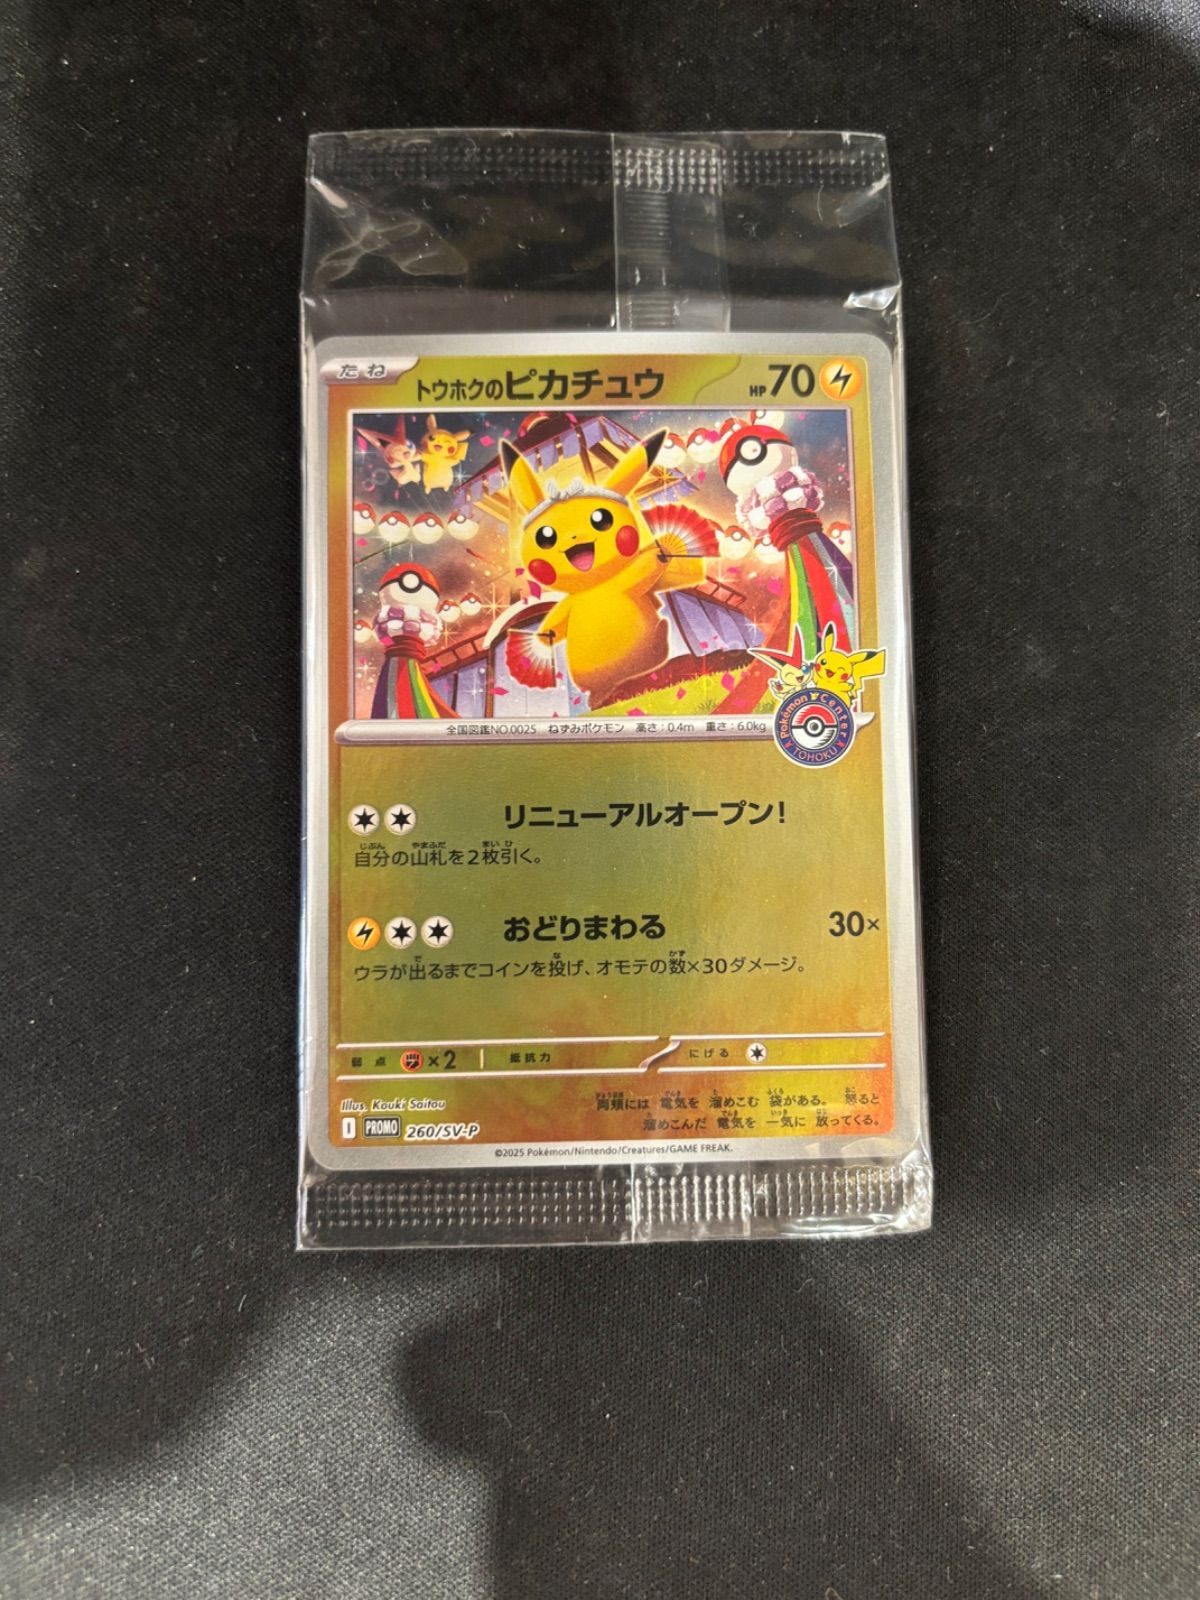 たね
トウホクのピカチュウ
HP 70
全国図鑑NO.0025 ねずみポケモン 高さ:0.4m 重さ:6.0kg
Pokémon Center
TOHOKU
リニューアルオープン!
自分の山札を2枚引く。
おどりまわる 30×
ウラが出るまでコインを投げ、オモテの数×30ダメージ。
弱点 ×2 抵抗力 にげる
両頬には 電気を 溜めこむ 袋がある。 怒ると
溜めこんだ 電気を 一気に 放ってくる。
Illus. Kouki Saitou
I PROMO 260/SV-P
©2025 Pokémon/Nintendo/Creatures/GAME FREAK.